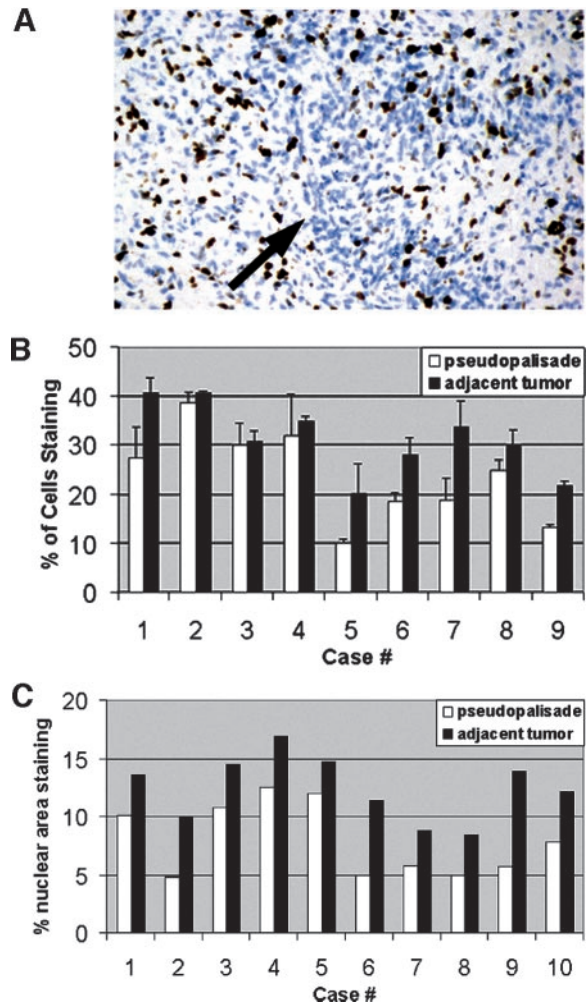 A
B
% of Cells Staining
50
40
30
20
10
0
pseudopalisade
adjacent tumor
1 2 3 4 5 6 7 8 9
Case #
C
% nuclear area staining
20
15
10
5
0
pseudopalisade
adjacent tumor
1 2 3 4 5 6 7 8 9 10
Case #